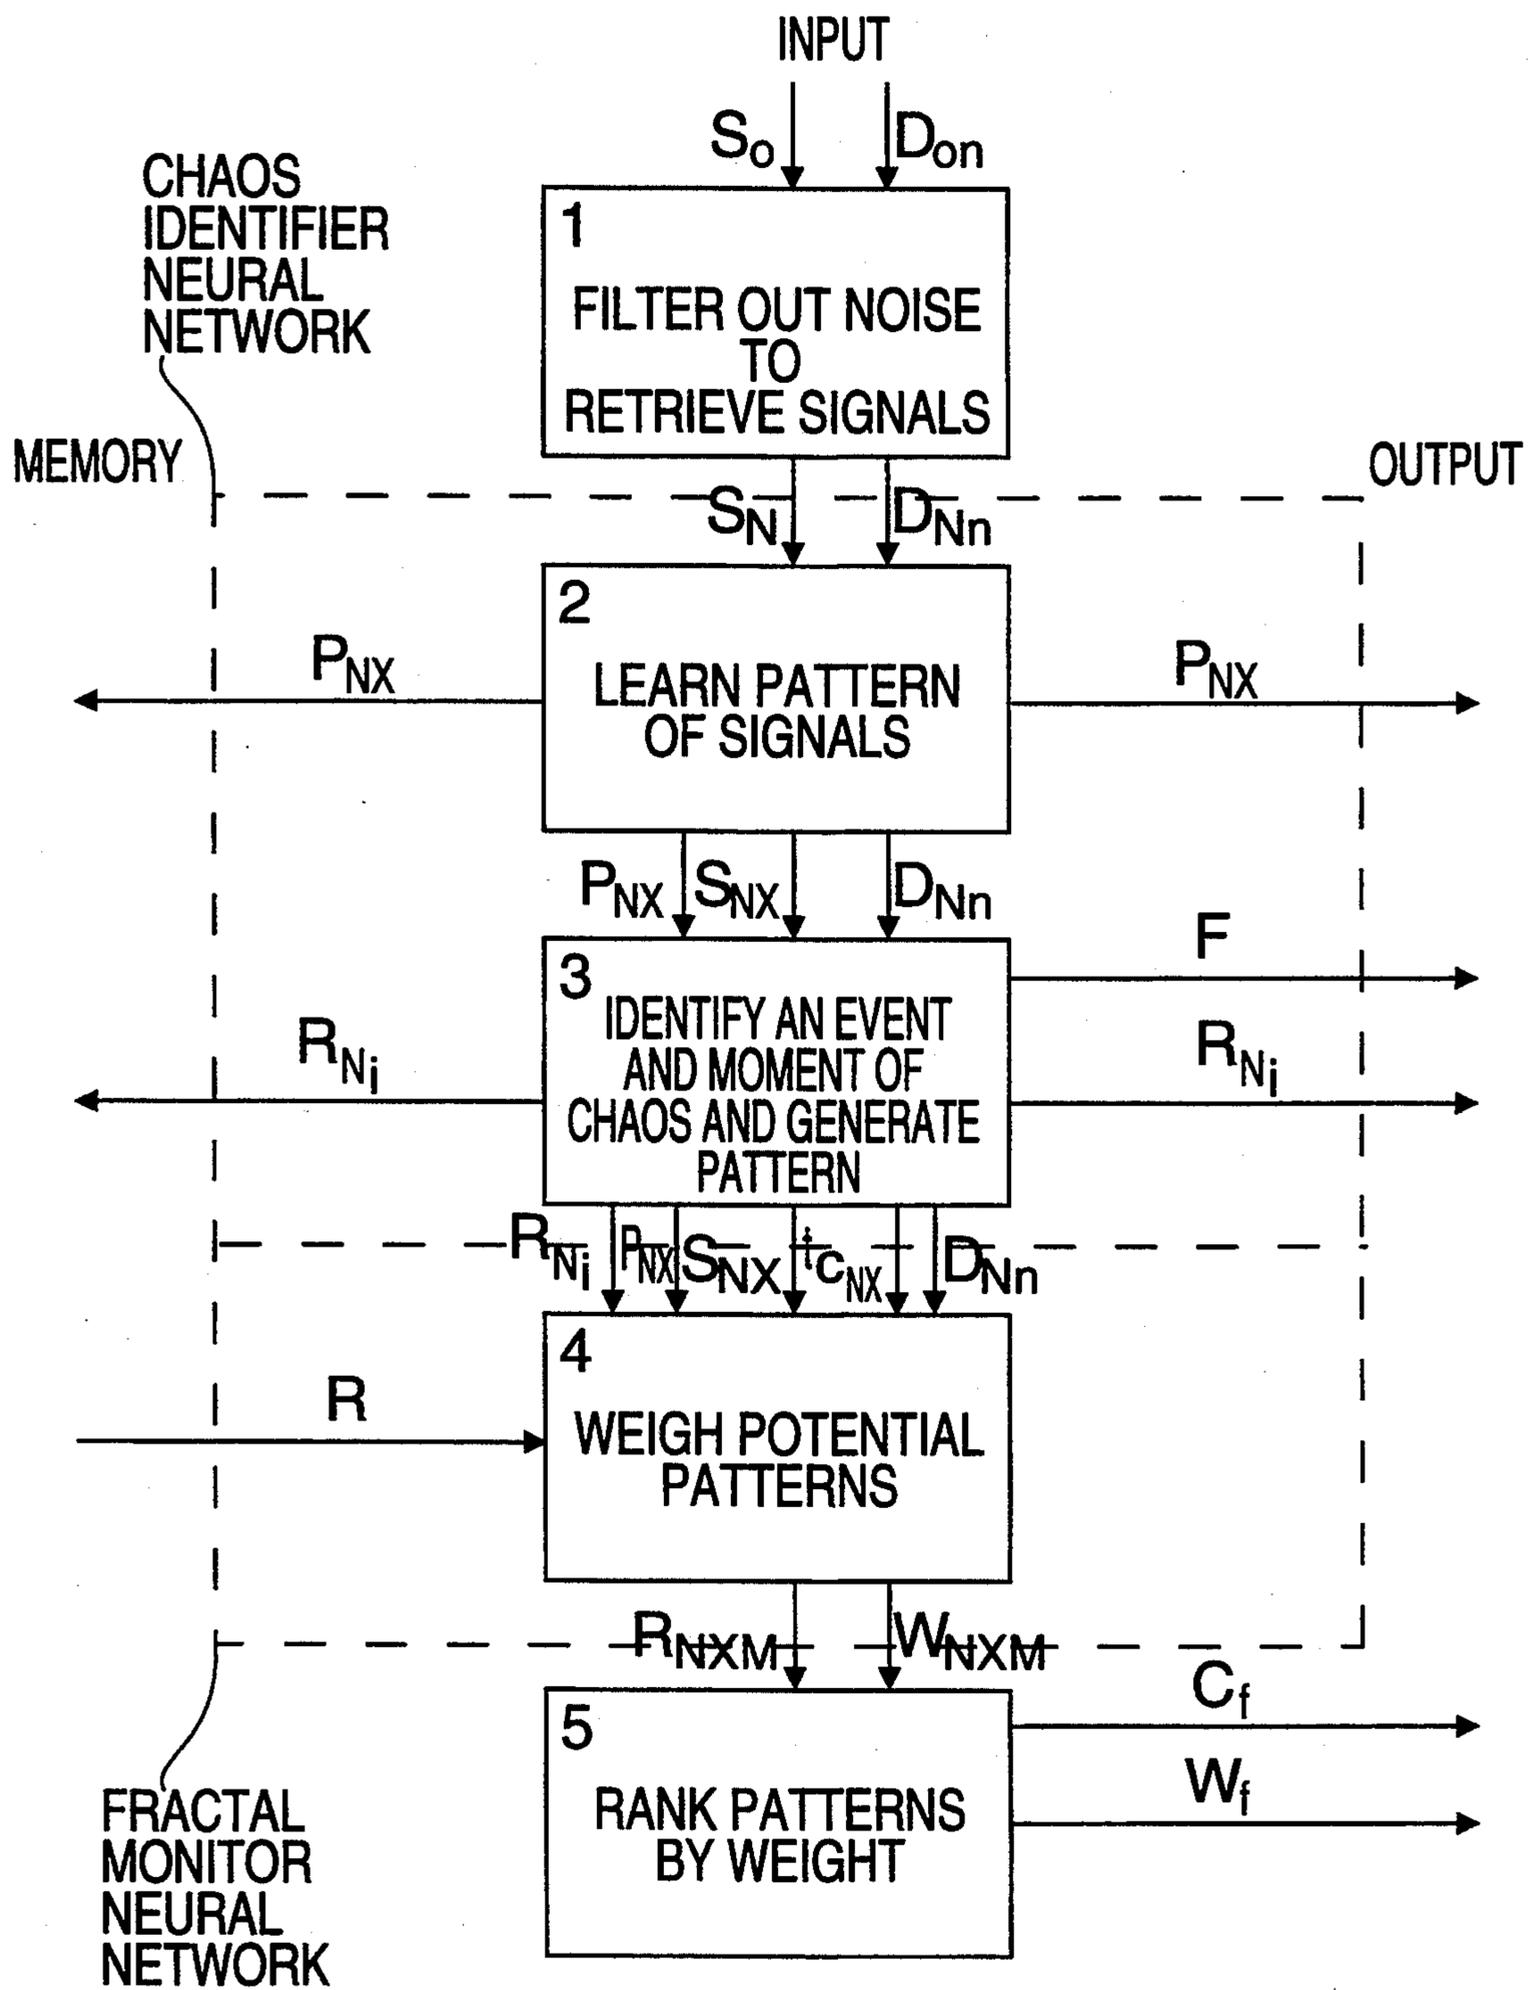 INPUT
So Don
CHAOS
IDENTIFIER
NEURAL
NETWORK
1
FILTER OUT NOISE
TO
RETRIEVE SIGNALS
MEMORY
OUTPUT
SN DNn
2
LEARN PATTERN
OF SIGNALS
PNX
PNX
PNX SNX DNn
3
IDENTIFY AN EVENT
AND MOMENT OF
CHAOS AND GENERATE
PATTERN
F
RNi
RNi
RNi PNX SNX tcNX DNn
4
WEIGH POTENTIAL
PATTERNS
R
RNXM WNXM
5
RANK PATTERNS
BY WEIGHT
Cf
Wf
FRACTAL
MONITOR
NEURAL
NETWORK